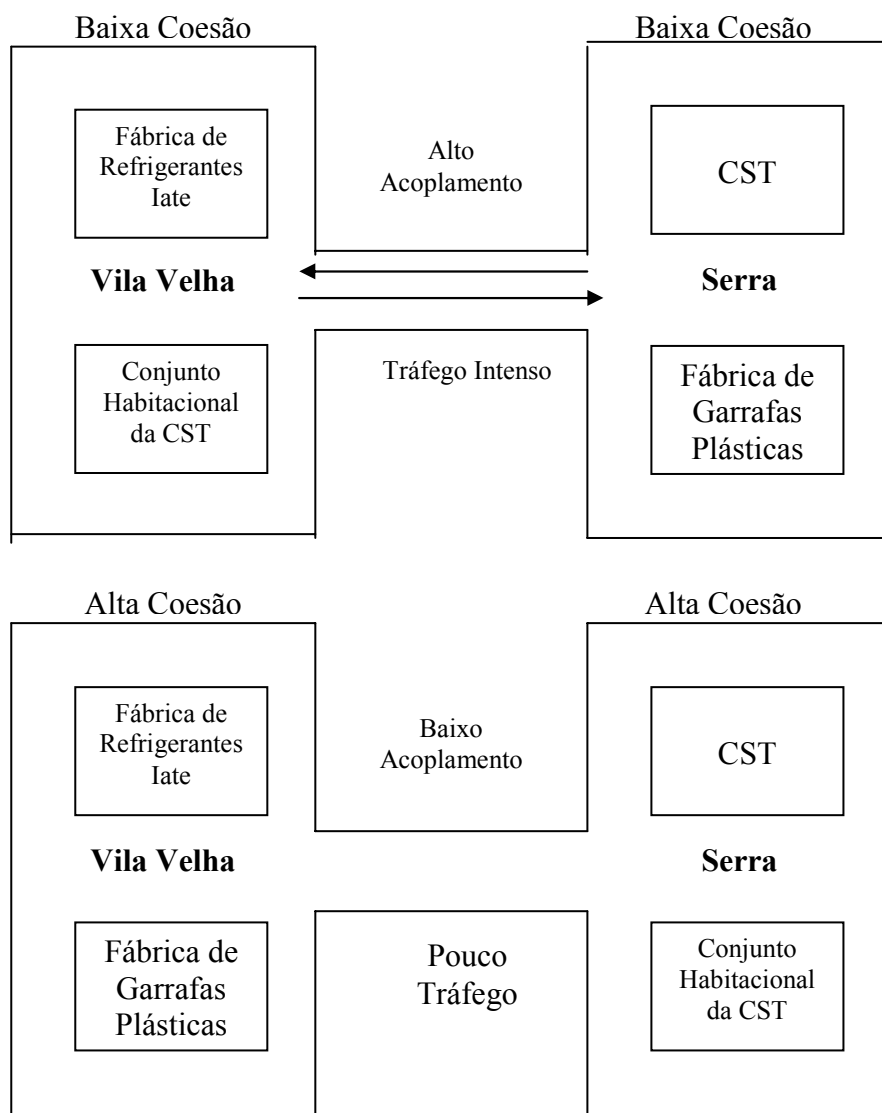 Baixa Coesão
Baixa Coesão
Fábrica de
Refrigerantes
Iate
Alto
Acoplamento
CST
Vila Velha
Serra
Conjunto
Habitacional
da CST
Tráfego Intenso
Fábrica de
Garrafas
Plásticas
Alta Coesão
Alta Coesão
Fábrica de
Refrigerantes
Iate
Baixo
Acoplamento
CST
Vila Velha
Serra
Fábrica de
Garrafas
Plásticas
Pouco
Tráfego
Conjunto
Habitacional
da CST